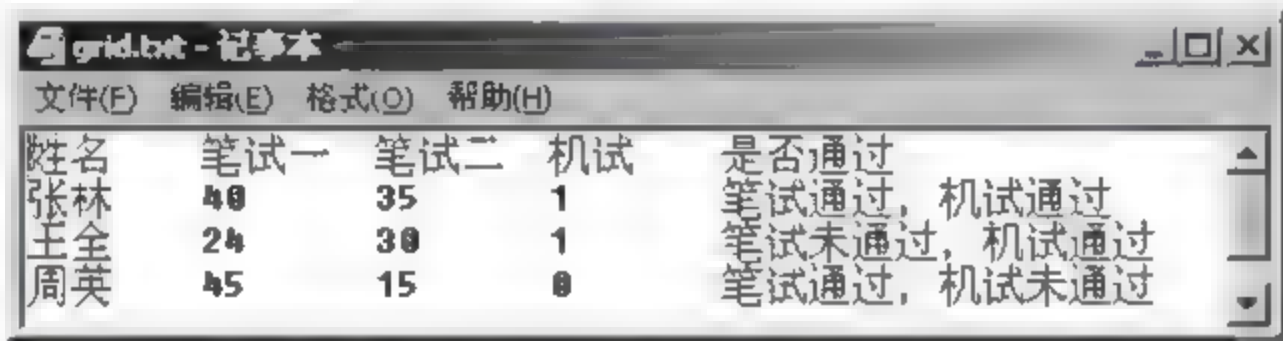 grid.txt - 记事本
文件(F) 编辑(E) 格式(O) 帮助(H)
姓名 笔试一 笔试二 机试 是否通过
张林 40 35 1 笔试通过，机试通过
王全 24 30 1 笔试未通过，机试通过
周英 45 15 0 笔试通过，机试未通过